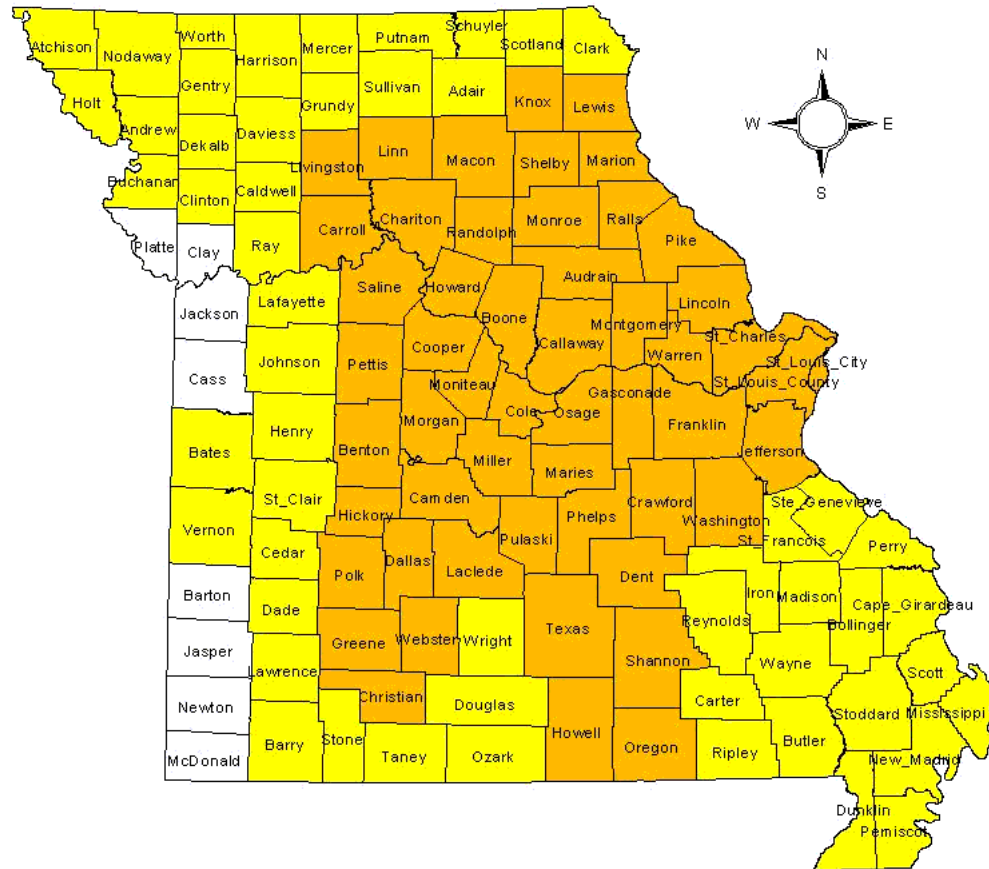 Schuyler
Putnam
Worth
Mercer
Scotland
Clark
Atchison
Nodaway
Harrison
N
Gentry
Sullivan
Adair
Holt
Grundy
Knox
Lewis
W
E
Andrew
Daviess
Dekalb
Linn
Macon
Shelby
Marion
Livingston
S
Buchanan
Caldwell
Clinton
Chariton
Monroe
Ralls
Carroll
Randolph
Platte
Clay
Ray
Pike
Audrain
Saline
Howard
Lafayette
Lincoln
Jackson
Boone
Montgomery
Callaway
St_Charles
Cooper
Warren
Johnson
Pettis
St_Louis_City
Cass
Moniteau
St_Louis_County
Gasconade
Cole
Osage
Morgan
Franklin
Henry
Bates
Benton
Jefferson
Miller
Maries
St_Clair
Camden
Crawford
Ste_Genevieve
Hickory
Phelps
Washington
Vernon
Pulaski
St_Francois
Perry
Cedar
Dallas
Polk
Laclede
Dent
Barton
Iron
Madison
Cape_Girardeau
Dade
Reynolds
Bollinger
Texas
Greene
Webster
Wright
Jasper
Shannon
Wayne
Lawrence
Scott
Christian
Carter
Newton
Douglas
Stoddard
Mississippi
Howell
Stone
Barry
Oregon
Butler
McDonald
Taney
Ozark
Ripley
New_Madrid
Dunklin
Pemiscot